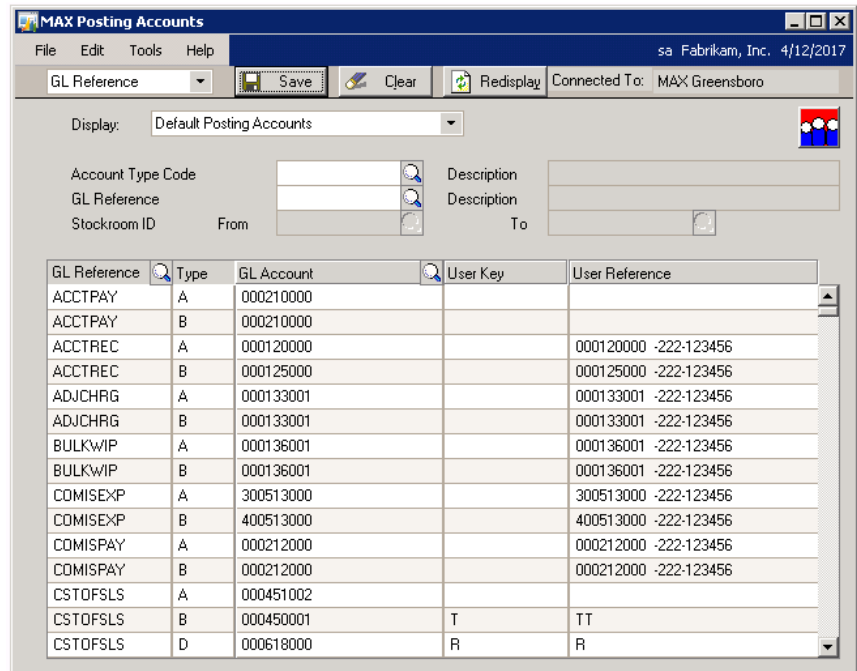 MAX Posting Accounts
File Edit Tools Help sa Fabrikam, Inc. 4/12/2017
GL Reference Save Clear Redisplay Connected To: MAX Greensboro
Display: Default Posting Accounts
Account Type Code Description
GL Reference Description
Stockroom ID From To
GL Reference Type GL Account User Key User Reference
ACCTPAY A 000210000
ACCTPAY B 000210000
ACCTREC A 000120000 000120000 -222-123456
ACCTREC B 000125000 000125000 -222-123456
ADJCHRG A 000133001 000133001 -222-123456
ADJCHRG B 000133001 000133001 -222-123456
BULKWIP A 000136001 000136001 -222-123456
BULKWIP B 000136001 000136001 -222-123456
COMISEXP A 300513000 300513000 -222-123456
COMISEXP B 400513000 400513000 -222-123456
COMISPAY A 000212000 000212000 -222-123456
COMISPAY B 000212000 000212000 -222-123456
CSTOFSLS A 000451002
CSTOFSLS B 000450001 T TT
CSTOFSLS D 000618000 R R